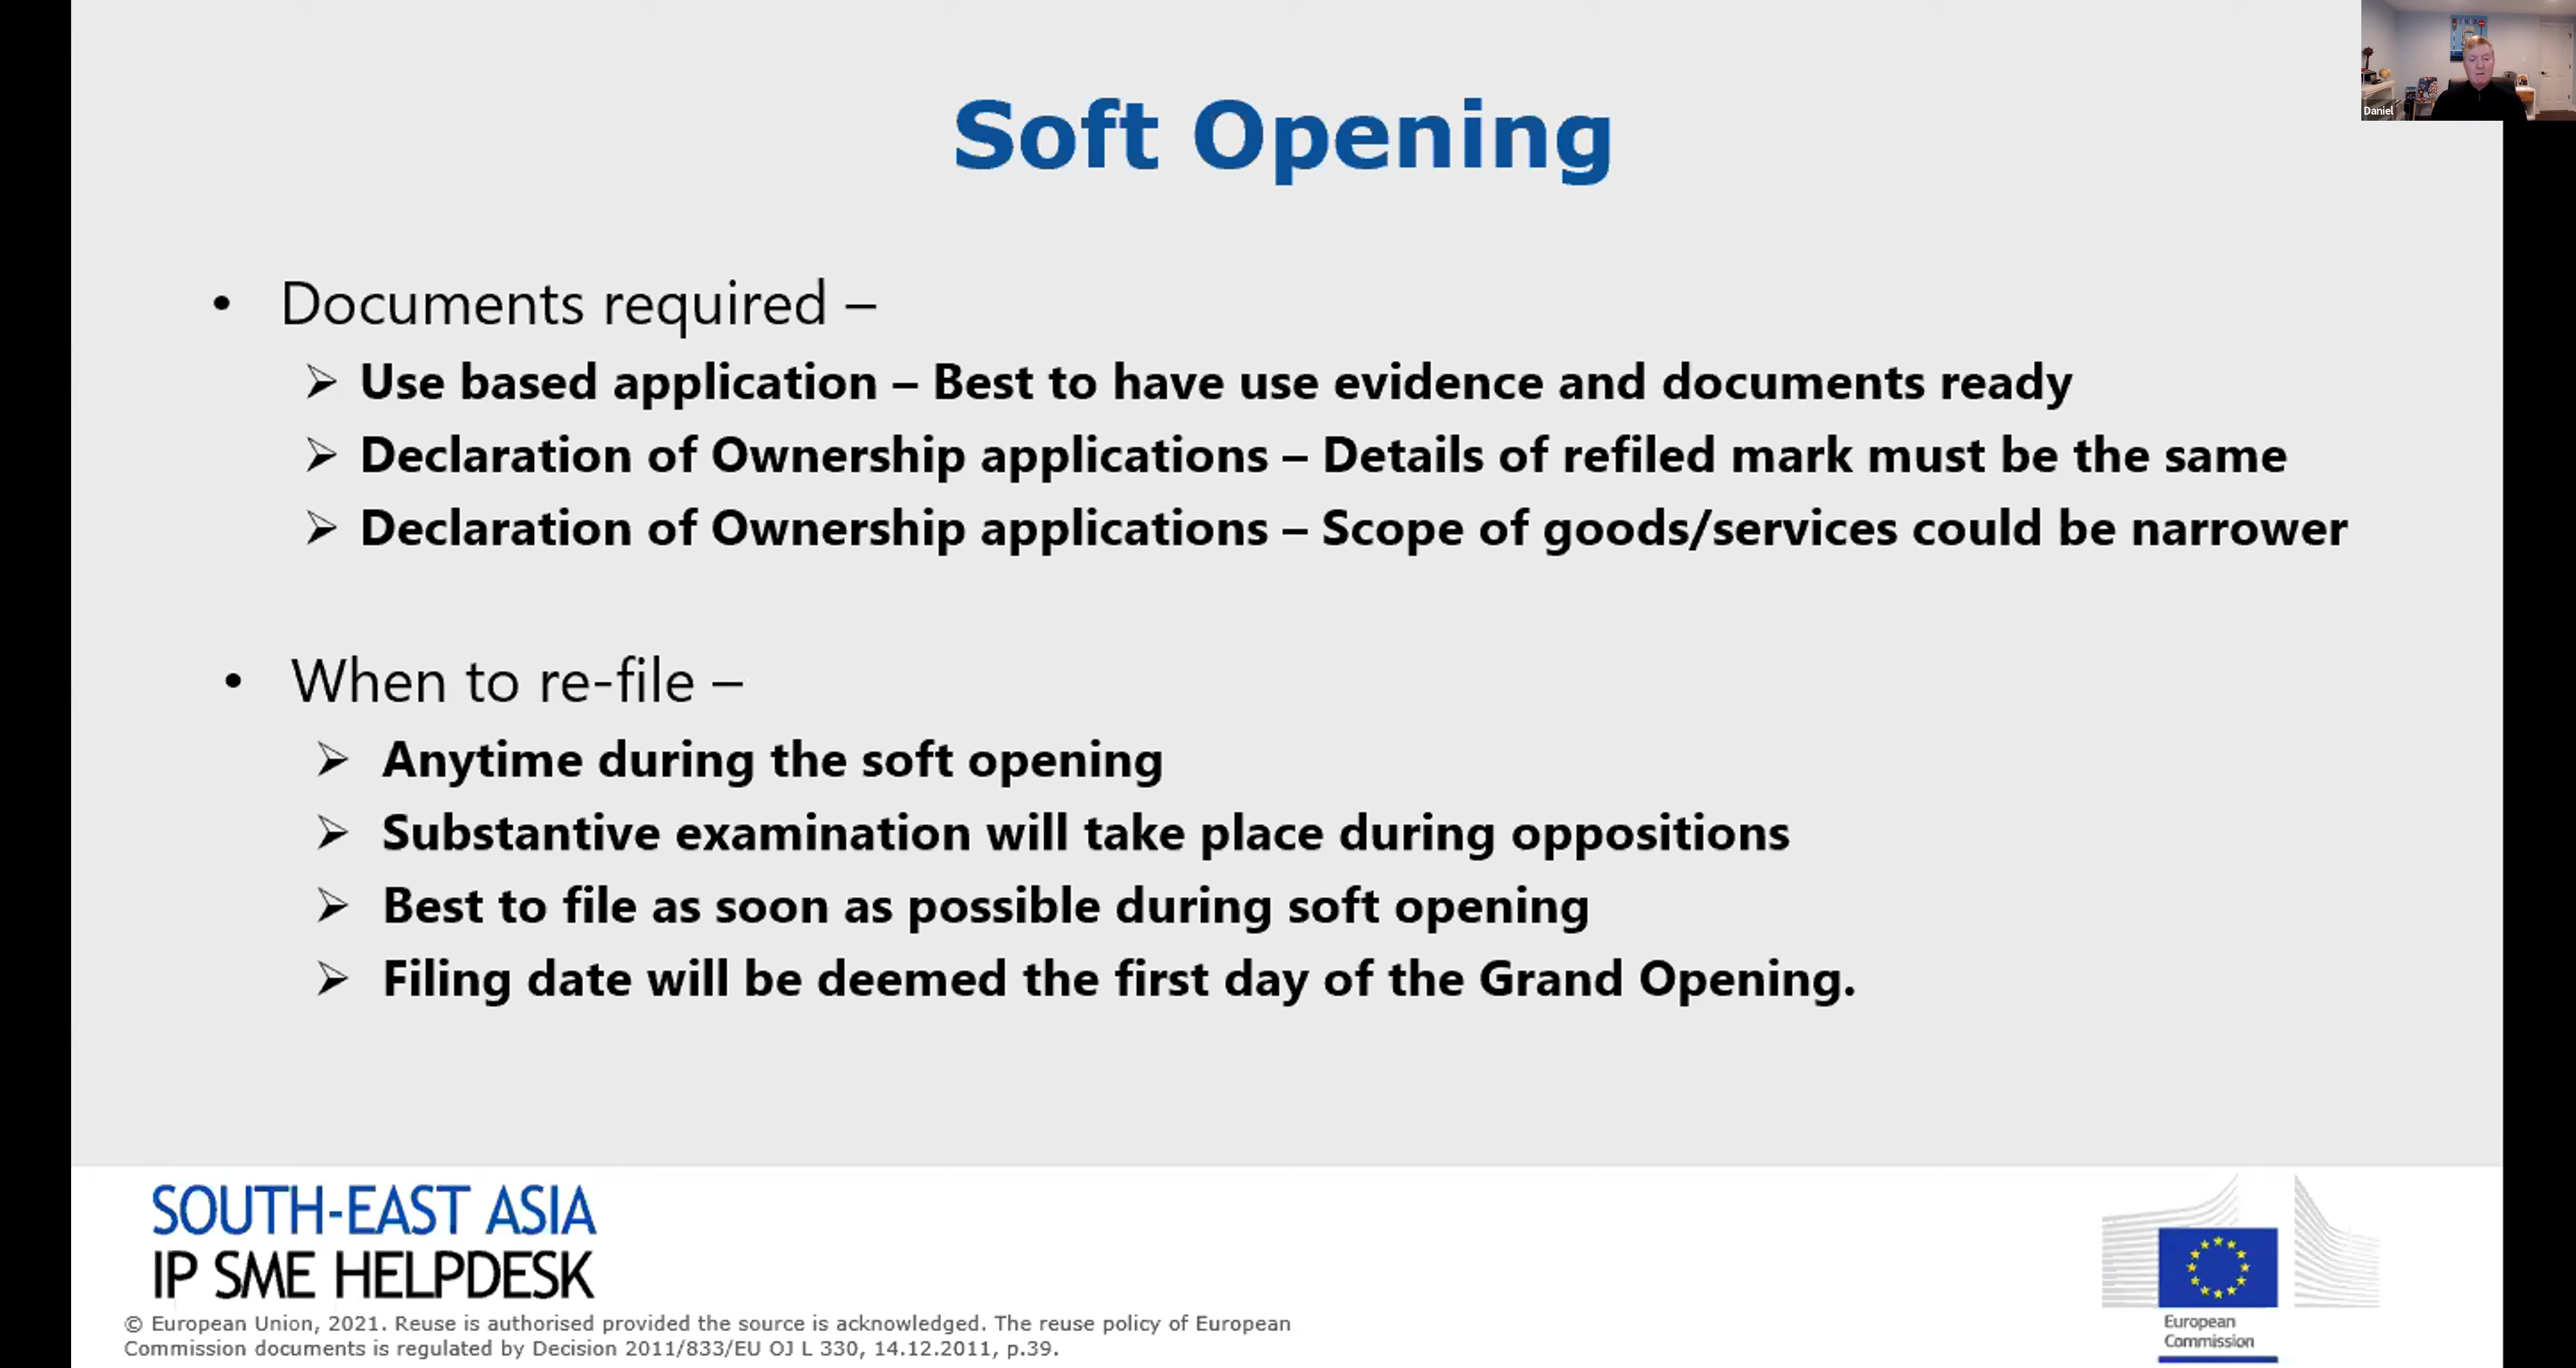 Daniel
Soft Opening
• Documents required –
➢ Use based application – Best to have use evidence and documents ready
➢ Declaration of Ownership applications – Details of refiled mark must be the same
➢ Declaration of Ownership applications – Scope of goods/services could be narrower
• When to re-file –
➢ Anytime during the soft opening
➢ Substantive examination will take place during oppositions
➢ Best to file as soon as possible during soft opening
➢ Filing date will be deemed the first day of the Grand Opening.
SOUTH-EAST ASIA
IP SME HELPDESK
© European Union, 2021. Reuse is authorised provided the source is acknowledged. The reuse policy of European
Commission documents is regulated by Decision 2011/833/EU OJ L 330, 14.12.2011, p.39.
European
Commission